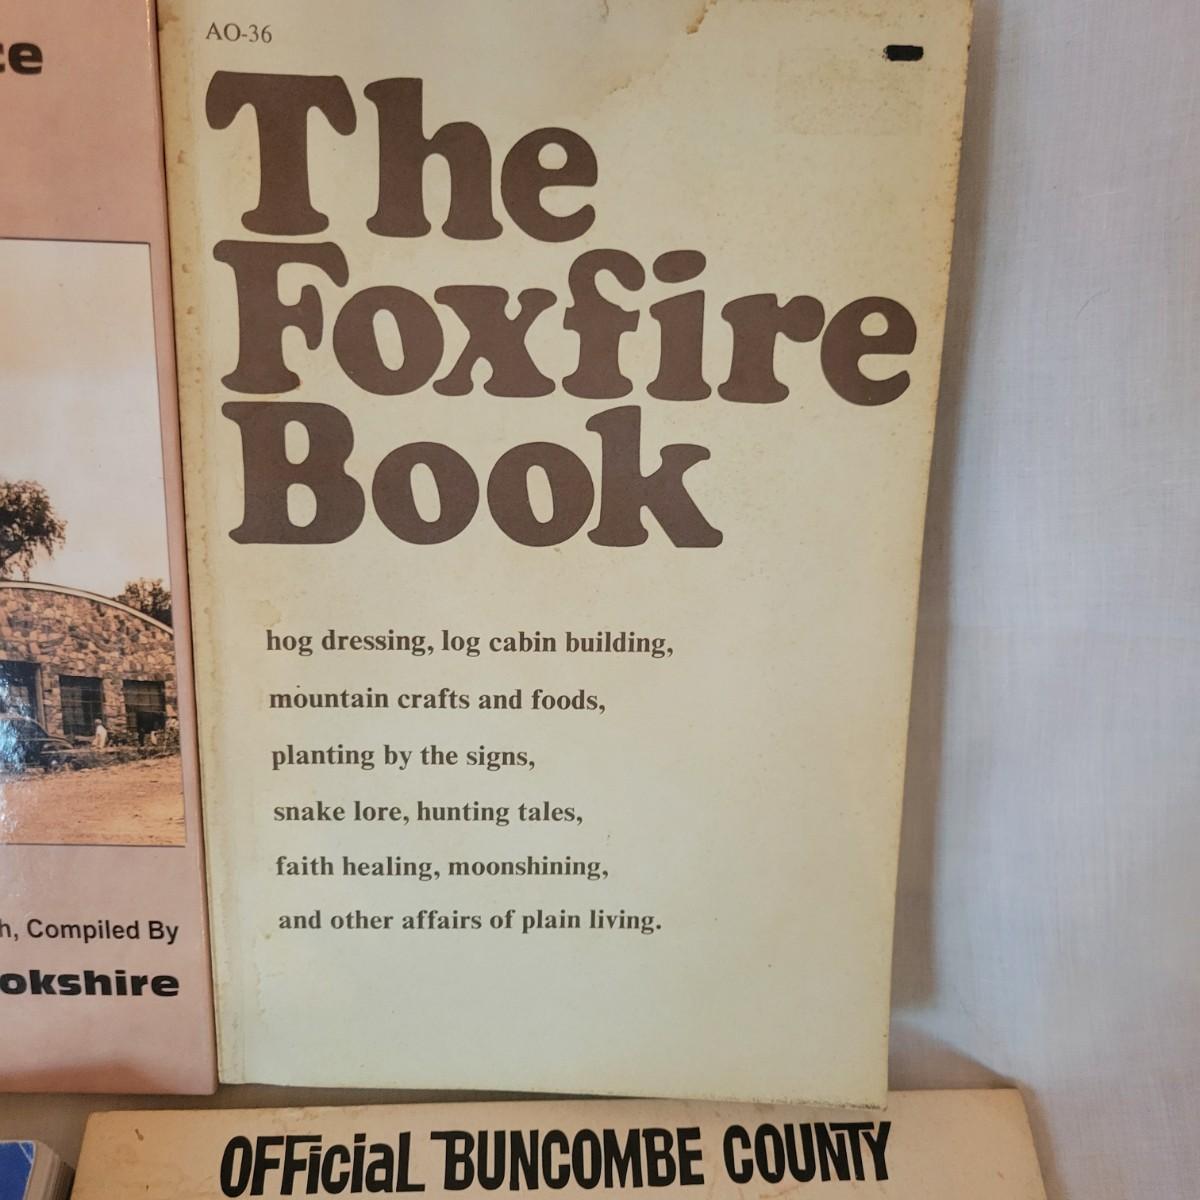 AO-36
The
Foxfire
Book
hog dressing, log cabin building,
mountain crafts and foods,
planting by the signs,
snake lore, hunting tales,
faith healing, moonshining,
and other affairs of plain living.
ce
h, Compiled By
okshire
OFFiciaL BUNCOMBE COUNTY